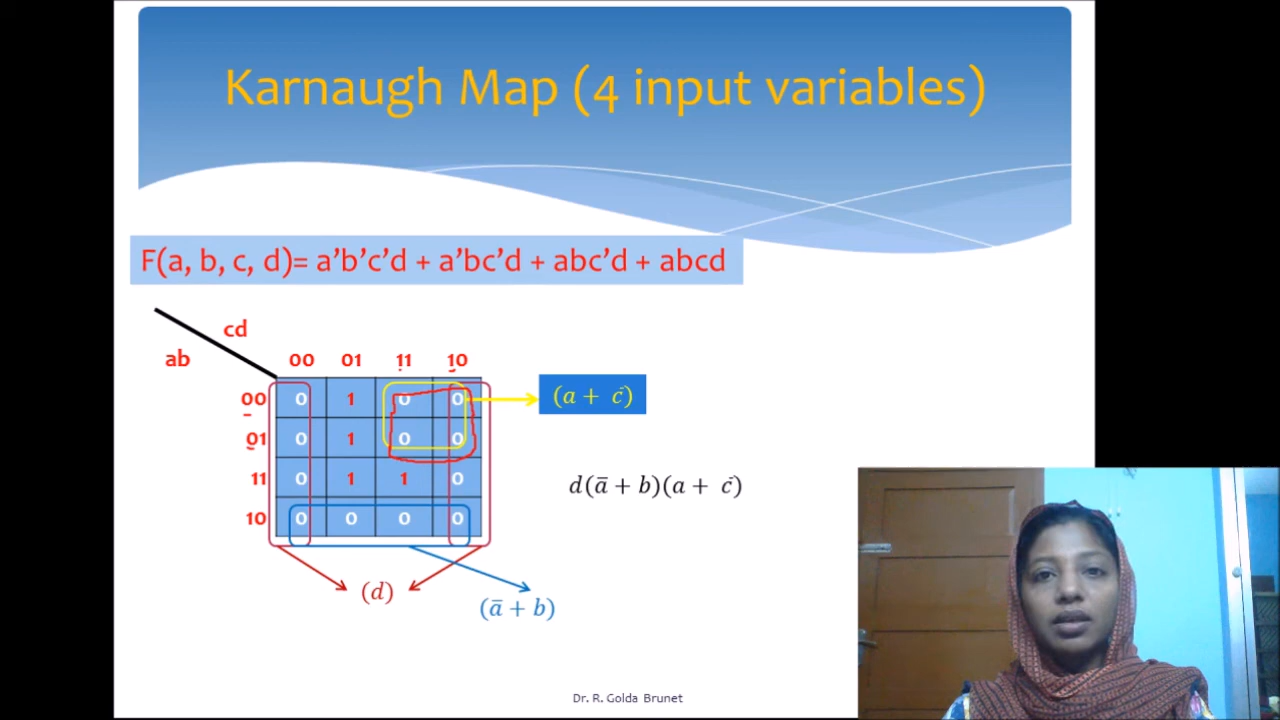 Karnaugh Map (4 input variables)
F(a, b, c, d)= a’b’c’d + a’bc’d + abc’d + abcd
cd
ab
00 01 11 10
00 0 1 0 0
01 0 1 0 0
11 0 1 1 0
10 0 0 0 0
(a + c̄)
d(ā + b)(a + c̄)
(d)
(ā + b)
Dr. R. Golda Brunet